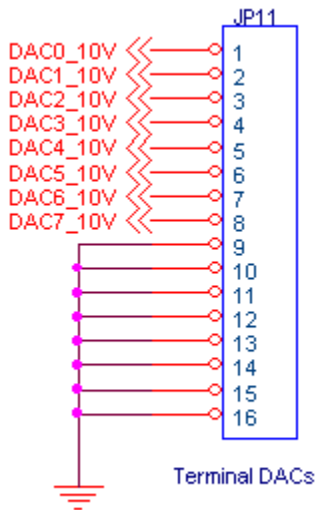 JP11
DAC0_10V 1
DAC1_10V 2
DAC2_10V 3
DAC3_10V 4
DAC4_10V 5
DAC5_10V 6
DAC6_10V 7
DAC7_10V 8
9
10
11
12
13
14
15
16
Terminal DACs